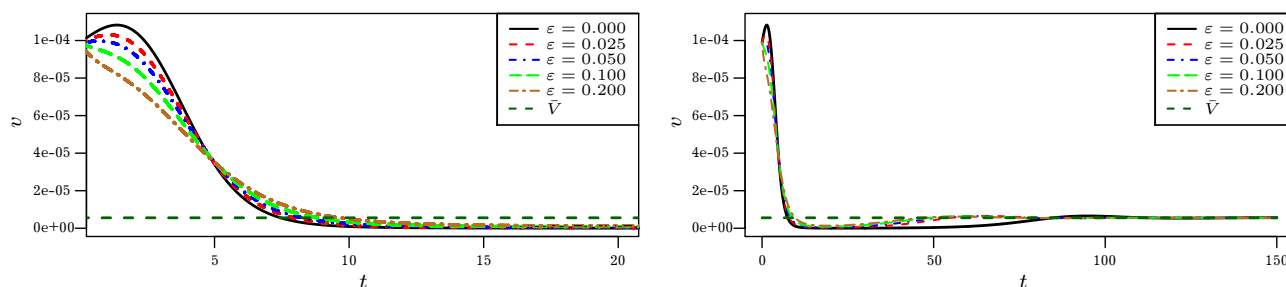 ε = 0.000
ε = 0.025
ε = 0.050
ε = 0.100
ε = 0.200
V̄
1e-04
8e-05
6e-05
4e-05
2e-05
0e+00
v
5
10
15
20
t
ε = 0.000
ε = 0.025
ε = 0.050
ε = 0.100
ε = 0.200
V̄
1e-04
8e-05
6e-05
4e-05
2e-05
0e+00
v
0
50
100
150
t